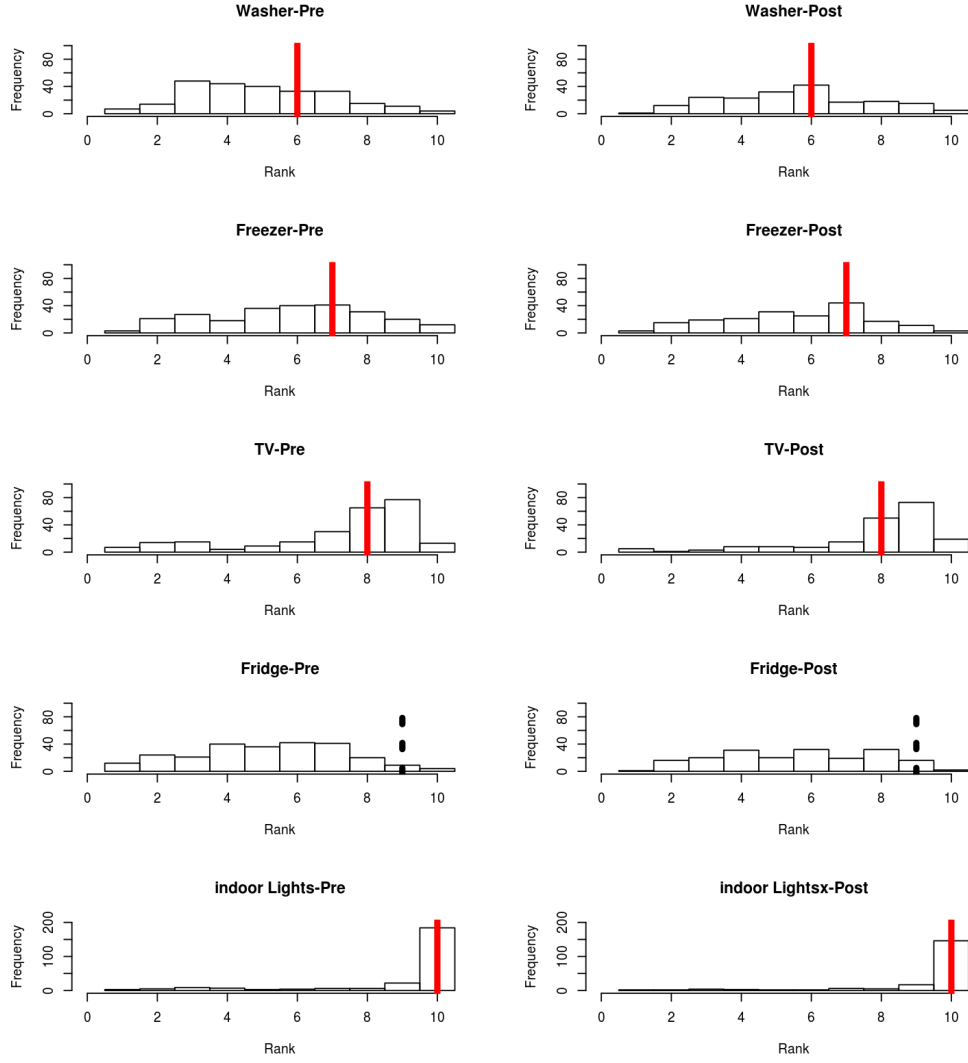 Washer-Pre
Frequency
0 40 80
0 2 4 6 8 10
Rank
Washer-Post
Frequency
0 40 80
0 2 4 6 8 10
Rank
Freezer-Pre
Frequency
0 40 80
0 2 4 6 8 10
Rank
Freezer-Post
Frequency
0 40 80
0 2 4 6 8 10
Rank
TV-Pre
Frequency
0 40 80
0 2 4 6 8 10
Rank
TV-Post
Frequency
0 40 80
0 2 4 6 8 10
Rank
Fridge-Pre
Frequency
0 40 80
0 2 4 6 8 10
Rank
Fridge-Post
Frequency
0 40 80
0 2 4 6 8 10
Rank
indoor Lights-Pre
Frequency
0 100 200
0 2 4 6 8 10
Rank
indoor Lightsx-Post
Frequency
0 100 200
0 2 4 6 8 10
Rank